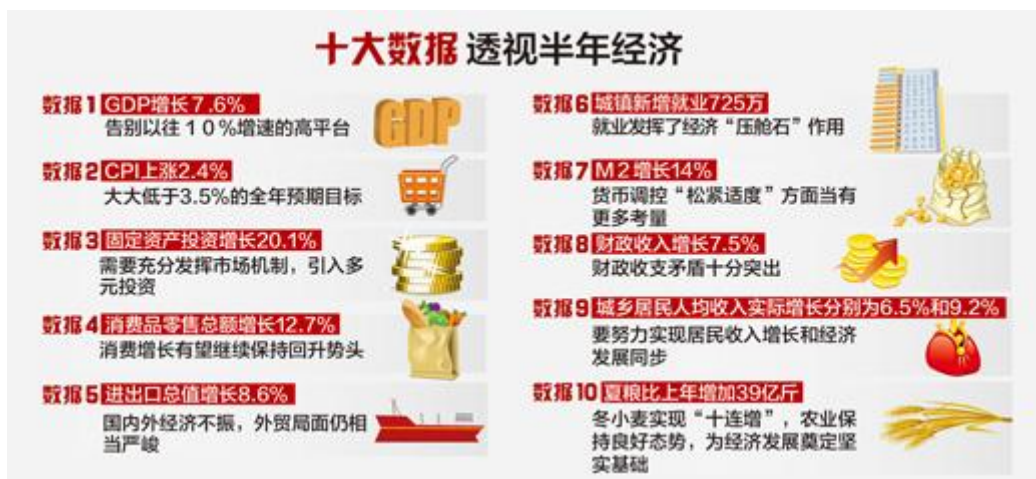 十大数据 透视半年经济
数据1 GDP增长7.6%
告别以往10%增速的高平台
数据2 CPI上涨2.4%
大大低于3.5%的全年预期目标
数据3 固定资产投资增长20.1%
需要充分发挥市场机制，引入多
元投资
数据4 消费品零售总额增长12.7%
消费增长有望继续保持回升势头
数据5 进出口总值增长8.6%
国内外经济不振，外贸局面仍相
当严峻
GDP
数据6 城镇新增就业725万
就业发挥了经济“压舱石”作用
数据7 M2增长14%
货币调控“松紧适度”方面当有
更多考量
数据8 财政收入增长7.5%
财政收支矛盾十分突出
数据9 城乡居民人均收入实际增长分别为6.5%和9.2%
要努力实现居民收入增长和经济
发展同步
数据10 夏粮比上年增加39亿斤
冬小麦实现“十连增”，农业保
持良好态势，为经济发展奠定坚
实基础